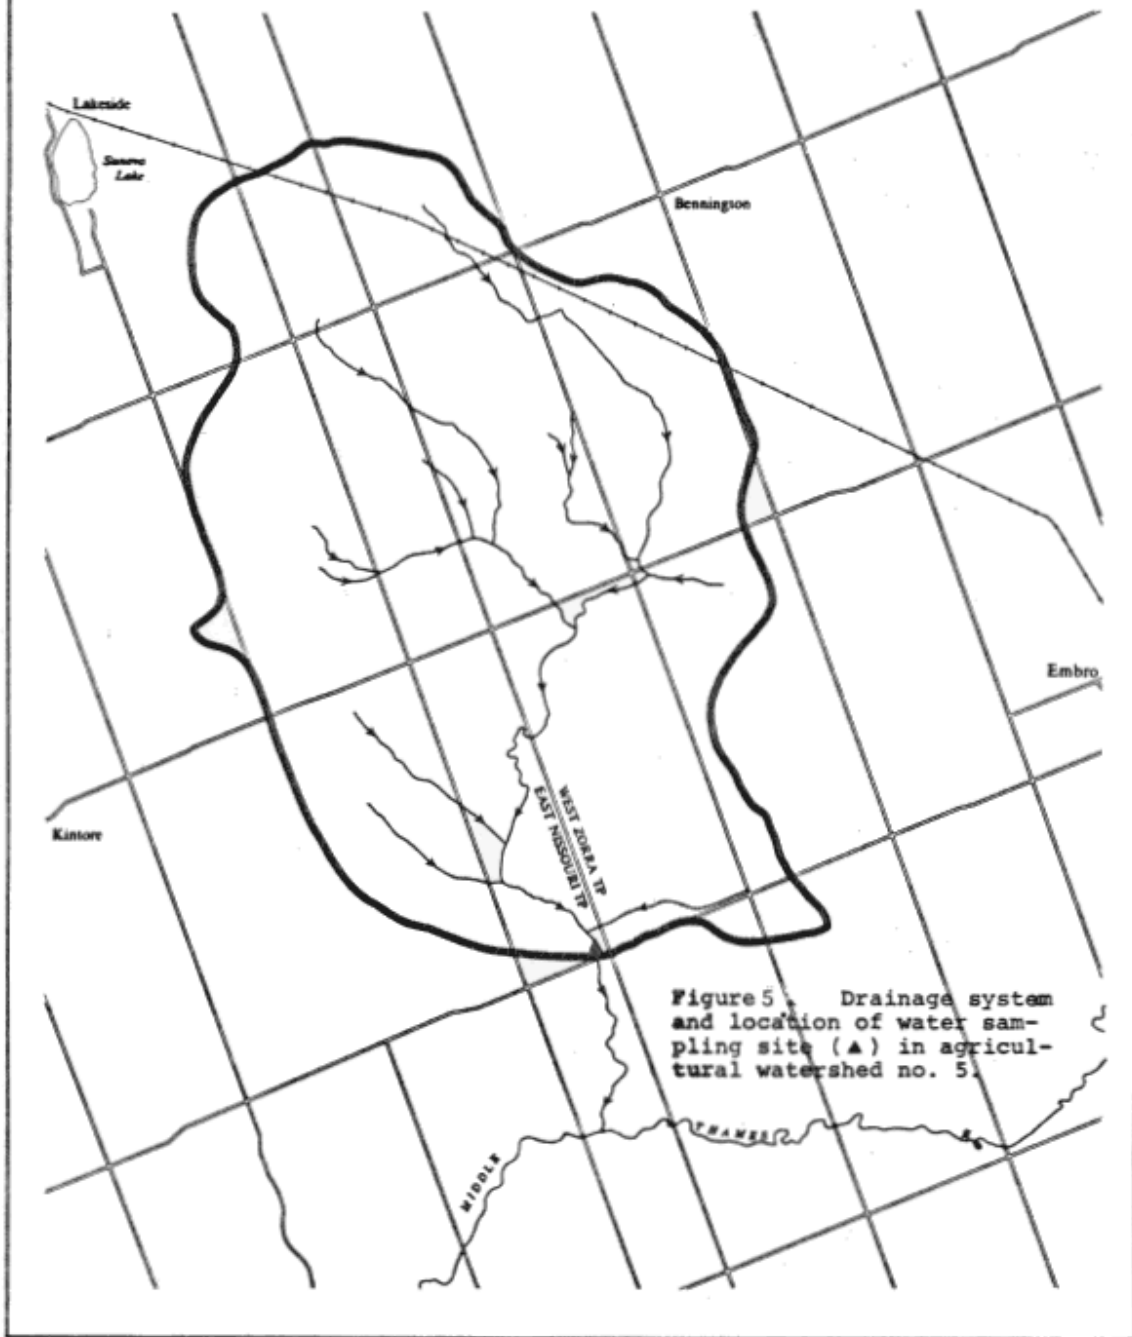 Lakeside
Sunova
Lake
Bennington
Embro
Kintore
WEST ZORRA TP
EAST NISSOURI TP
Figure 5. Drainage system
and location of water sam-
pling site (▲) in agricul-
tural watershed no. 5.
MIDDLE
THAMES
R.